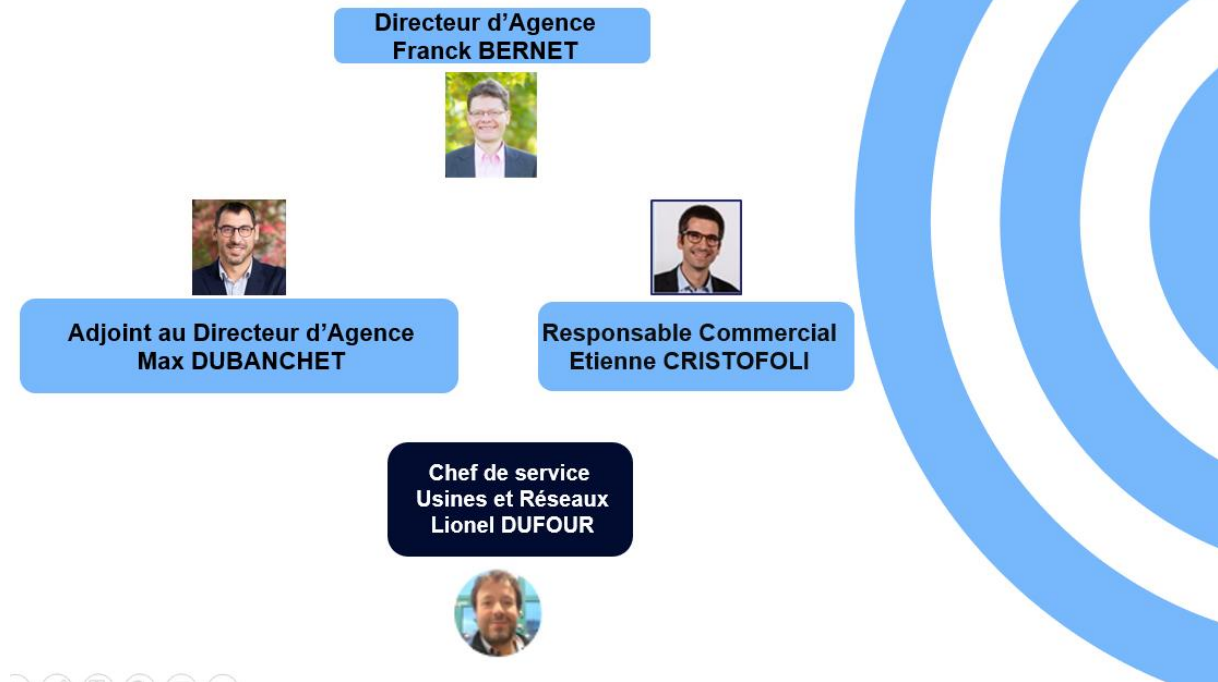 Directeur d’Agence
Franck BERNET
Adjoint au Directeur d’Agence
Max DUBANCHET
Responsable Commercial
Etienne CRISTOFOLI
Chef de service
Usines et Réseaux
Lionel DUFOUR